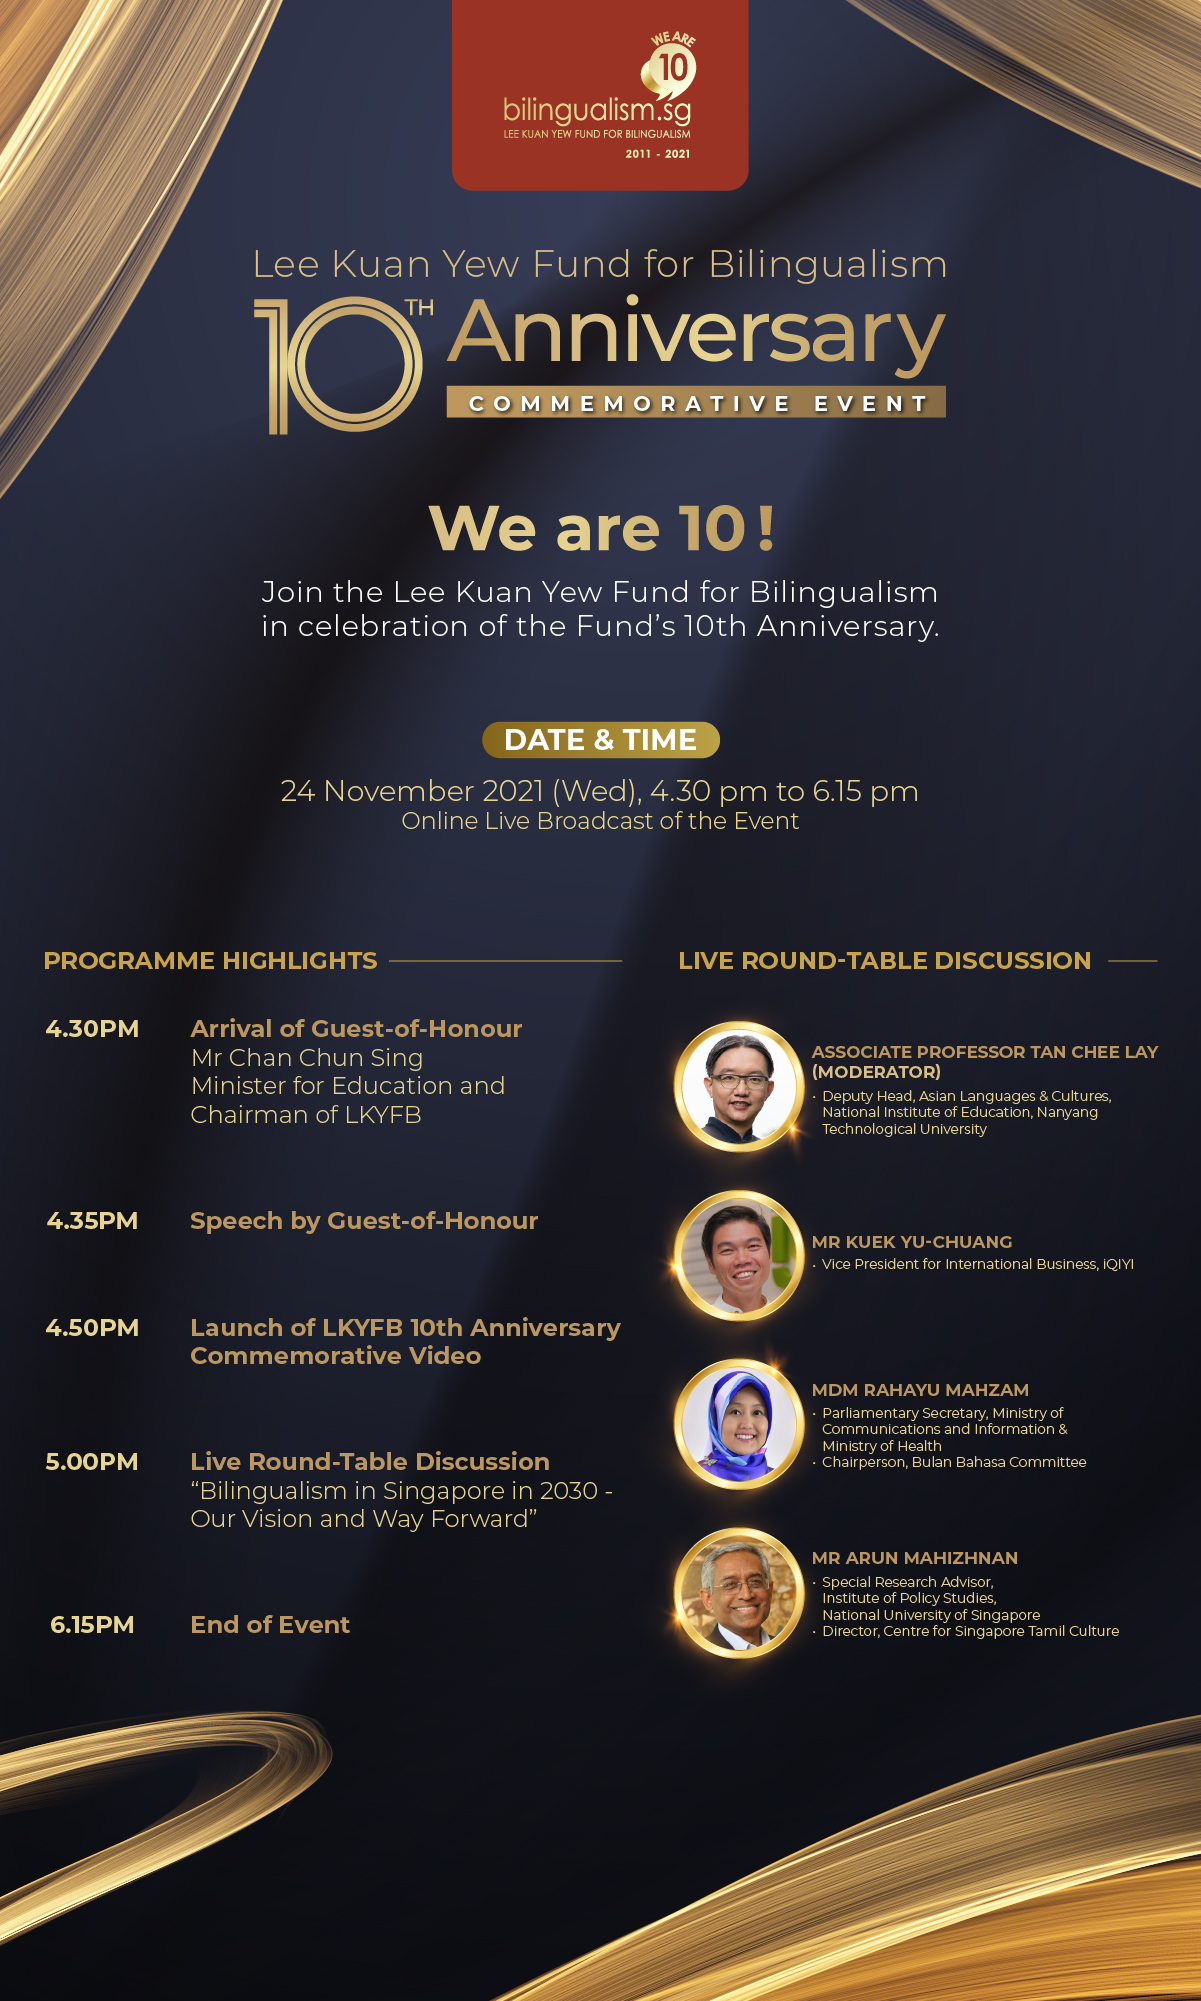 WE ARE
10
bilingualism.sg
LEE KUAN YEW FUND FOR BILINGUALISM
2011 - 2021
Lee Kuan Yew Fund for Bilingualism
10TH Anniversary
COMMEMORATIVE EVENT
We are 10!
Join the Lee Kuan Yew Fund for Bilingualism
in celebration of the Fund’s 10th Anniversary.
DATE & TIME
24 November 2021 (Wed), 4.30 pm to 6.15 pm
Online Live Broadcast of the Event
PROGRAMME HIGHLIGHTS
4.30PM Arrival of Guest-of-Honour
Mr Chan Chun Sing
Minister for Education and
Chairman of LKYFB
4.35PM Speech by Guest-of-Honour
4.50PM Launch of LKYFB 10th Anniversary
Commemorative Video
5.00PM Live Round-Table Discussion
“Bilingualism in Singapore in 2030 -
Our Vision and Way Forward”
6.15PM End of Event
LIVE ROUND-TABLE DISCUSSION
ASSOCIATE PROFESSOR TAN CHEE LAY
(MODERATOR)
• Deputy Head, Asian Languages & Cultures,
National Institute of Education, Nanyang
Technological University
MR KUEK YU-CHUANG
• Vice President for International Business, iQIYI
MDM RAHAYU MAHZAM
• Parliamentary Secretary, Ministry of
Communications and Information &
Ministry of Health
• Chairperson, Bulan Bahasa Committee
MR ARUN MAHIZHNAN
• Special Research Advisor,
Institute of Policy Studies,
National University of Singapore
• Director, Centre for Singapore Tamil Culture